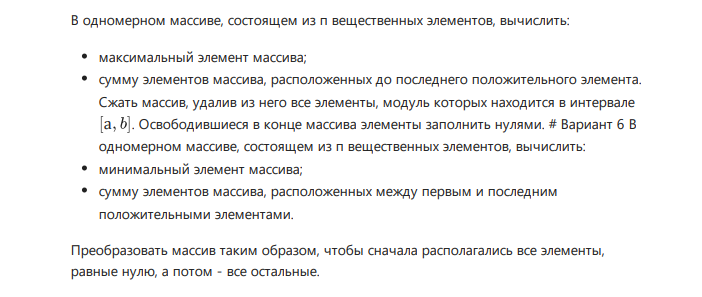 В одномерном массиве, состоящем из п вещественных элементов, вычислить:
• максимальный элемент массива;
• сумму элементов массива, расположенных до последнего положительного элемента.
Сжать массив, удалив из него все элементы, модуль которых находится в интервале
[a, b]. Освободившиеся в конце массива элементы заполнить нулями. # Вариант 6 В
одномерном массиве, состоящем из п вещественных элементов, вычислить:
• минимальный элемент массива;
• сумму элементов массива, расположенных между первым и последним
положительными элементами.
Преобразовать массив таким образом, чтобы сначала располагались все элементы,
равные нулю, а потом - все остальные.